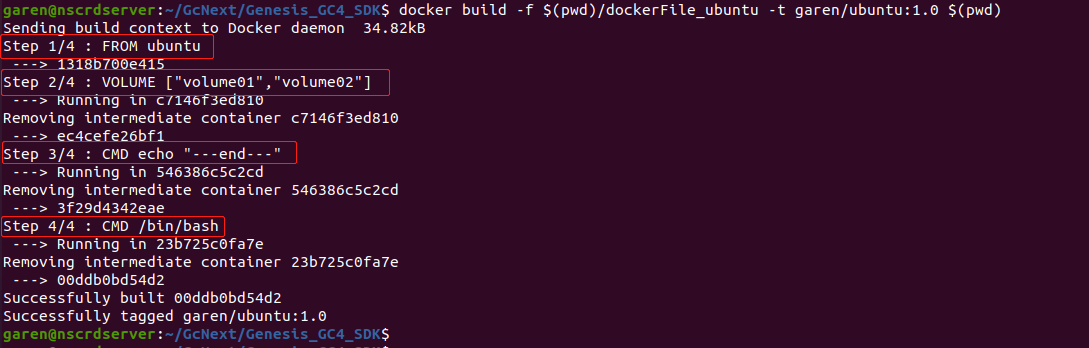 garen@nscrdserver:~/GcNext/Genesis_GC4_SDK$ docker build -f $(pwd)/dockerFile_ubuntu -t garen/ubuntu:1.0 $(pwd)
Sending build context to Docker daemon  34.82kB
Step 1/4 : FROM ubuntu
 ---> 1318b700e415
Step 2/4 : VOLUME ["volume01","volume02"]
 ---> Running in c7146f3ed810
Removing intermediate container c7146f3ed810
 ---> ec4cefe26bf1
Step 3/4 : CMD echo "---end---"
 ---> Running in 546386c5c2cd
Removing intermediate container 546386c5c2cd
 ---> 3f29d4342eae
Step 4/4 : CMD /bin/bash
 ---> Running in 23b725c0fa7e
Removing intermediate container 23b725c0fa7e
 ---> 00ddb0bd54d2
Successfully built 00ddb0bd54d2
Successfully tagged garen/ubuntu:1.0
garen@nscrdserver:~/GcNext/Genesis_GC4_SDK$
garen@nscrdserver:~/GcNext/Genesis_GC4_SDK$